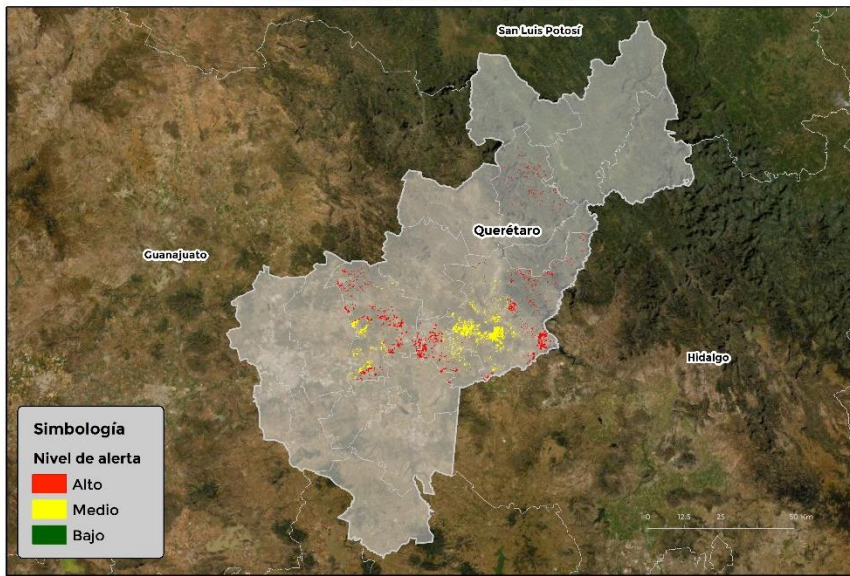 San Luis Potosí
Querétaro
Guanajuato
Hidalgo
Simbología
Nivel de alerta
Alto
Medio
Bajo
0 12.5 25 50 Km